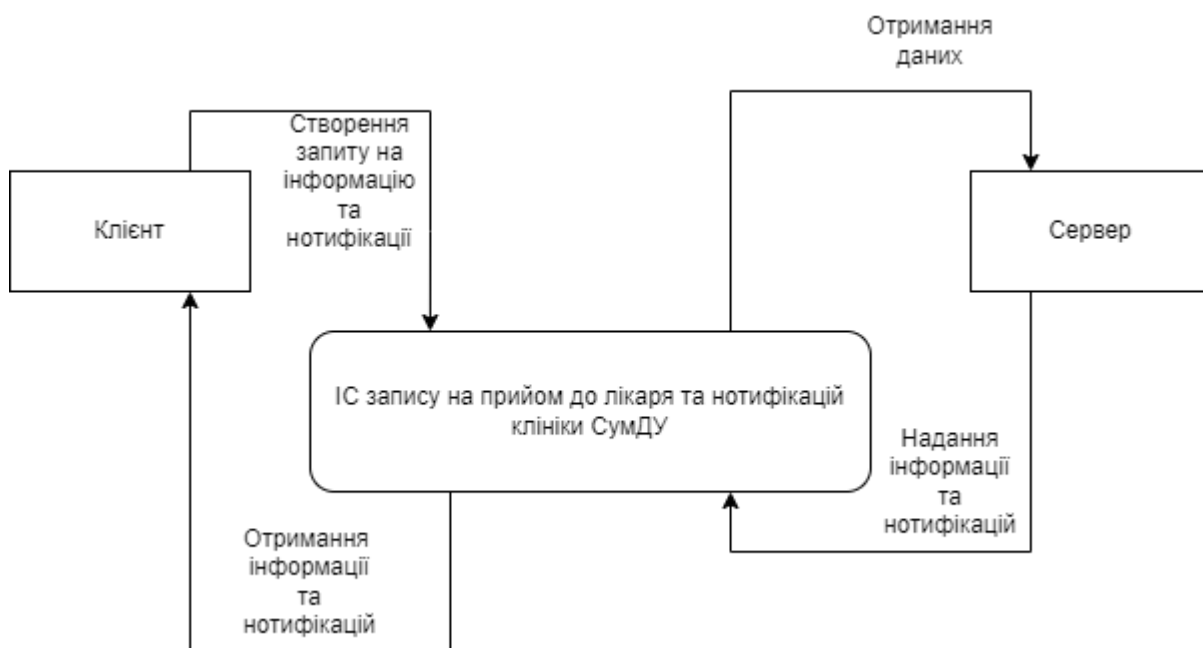 Отримання
даних
Створення
запиту на
інформацію
та
нотифікації
Клієнт
Сервер
ІС запису на прийом до лікаря та нотифікацій
клініки СумДУ
Надання
інформації
та
нотифікацій
Отримання
інформації
та
нотифікацій